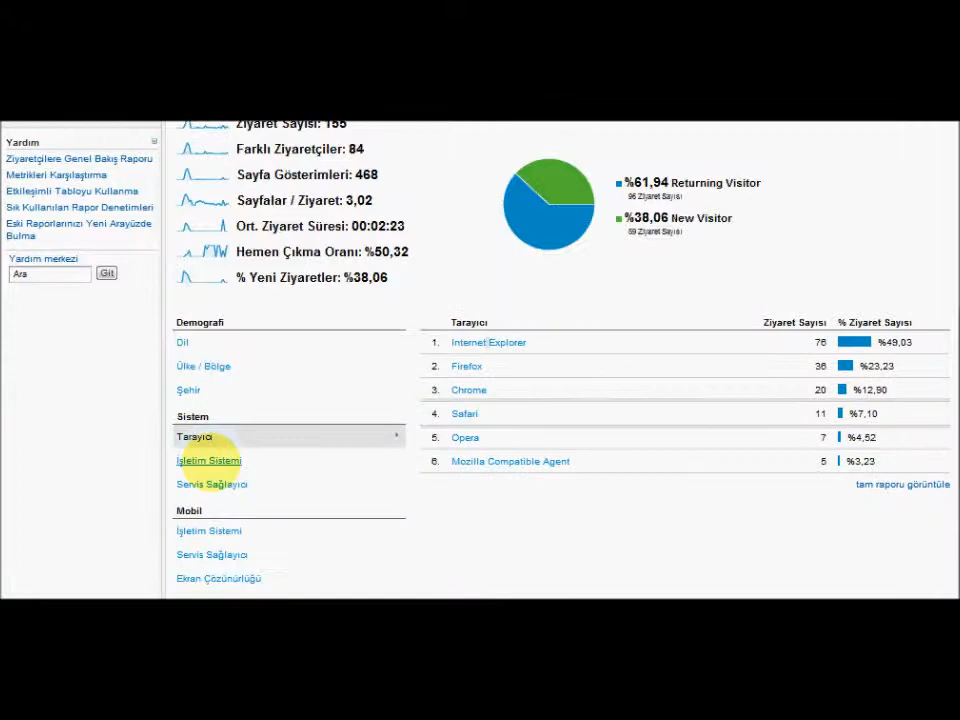 Ziyaret Sayısı: 155
Yardım
Ziyaretçilere Genel Bakış Raporu
Metrikleri Karşılaştırma
Etkileşimli Tabloyu Kullanma
Sık Kullanılan Rapor Denetimleri
Eski Raporlarınızı Yeni Arayüzde
Bulma
Yardım merkezi
Ara
Git
Farklı Ziyaretçiler: 84
Sayfa Gösterimleri: 468
Sayfalar / Ziyaret: 3,02
Ort. Ziyaret Süresi: 00:02:23
Hemen Çıkma Oranı: %50,32
% Yeni Ziyaretler: %38,06
%61,94 Returning Visitor
96 Ziyaret Sayısı
%38,06 New Visitor
59 Ziyaret Sayısı
Demografi
Dil
Ülke / Bölge
Şehir
Sistem
Tarayıcı
İşletim Sistemi
Servis Sağlayıcı
Mobil
İşletim Sistemi
Servis Sağlayıcı
Ekran Çözünürlüğü
Tarayıcı Ziyaret Sayısı % Ziyaret Sayısı
1. Internet Explorer 76 %49,03
2. Firefox 36 %23,23
3. Chrome 20 %12,90
4. Safari 11 %7,10
5. Opera 7 %4,52
6. Mozilla Compatible Agent 5 %3,23
tam raporu görüntüle